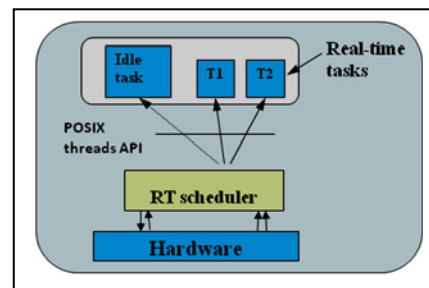 Idle
task
T1
T2
Real-time
tasks
POSIX
threads API
RT scheduler
Hardware